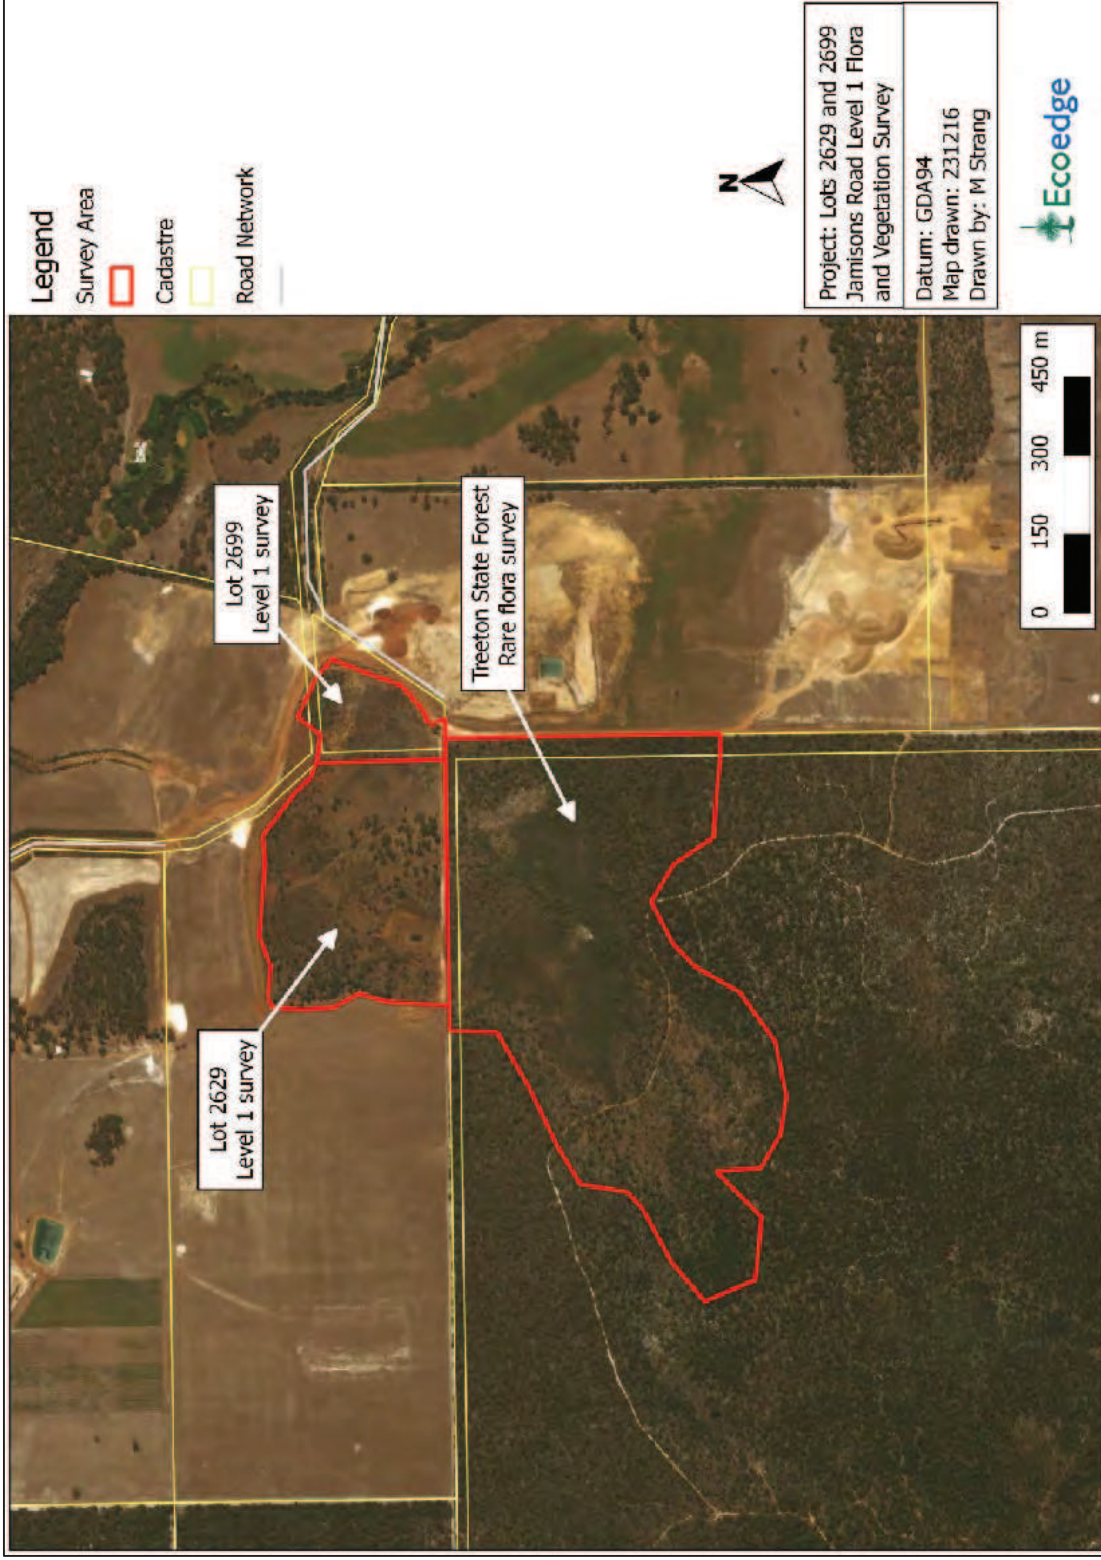 Legend
Survey Area
Cadastre
Road Network
Lot 2699
Level 1 survey
Lot 2629
Level 1 survey
Treeton State Forest
Rare flora survey
N
Project: Lots 2629 and 2699
Jamisons Road Level 1 Flora
and Vegetation Survey
Datum: GDA94
Map drawn: 231216
Drawn by: M Strang
0 150 300 450 m
Ecoedge